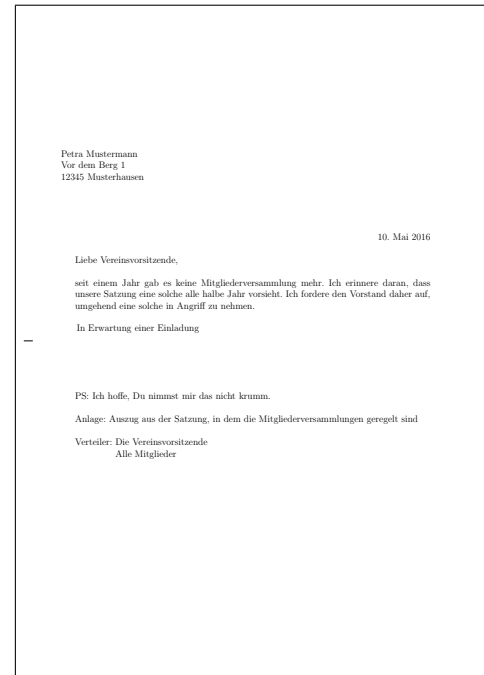 Petra Mustermann
Vor dem Berg 1
12345 Musterhausen
10. Mai 2016
Liebe Vereinsvorsitzende,
seit einem Jahr gab es keine Mitgliederversammlung mehr. Ich erinnere daran, dass
unsere Satzung eine solche alle halbe Jahr vorsieht. Ich fordere den Vorstand daher auf,
umgehend eine solche in Angriff zu nehmen.
In Erwartung einer Einladung
PS: Ich hoffe, Du nimmst mir das nicht krumm.
Anlage: Auszug aus der Satzung, in dem die Mitgliederversammlungen geregelt sind
Verteiler: Die Vereinsvorsitzende
Alle Mitglieder